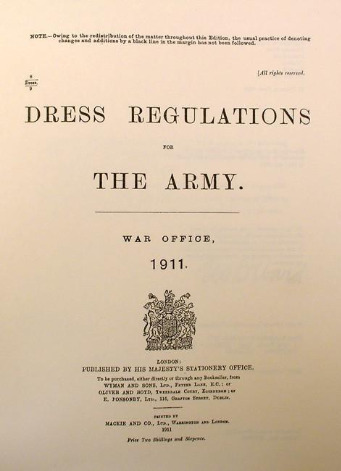 NOTE.—Owing to the redistribution of the matter throughout this Edition, the usual practice of denoting
changes and additions by a black line in the margin has not been followed.
[All rights reserved.
DRESS REGULATIONS
FOR
THE ARMY.
WAR OFFICE,
1911.
LONDON:
PUBLISHED BY HIS MAJESTY'S STATIONERY OFFICE.
To be purchased, either directly or through any Bookseller, from
WYMAN AND SONS, LTD., FETTER LANE, E.C.; or
OLIVER AND BOYD, TWEEDDALE COURT, EDINBURGH; or
E. PONSONBY, LTD., 116, GRAFTON STREET, DUBLIN.
PRINTED BY
MACKIE AND CO., LTD., WARRINGTON AND LONDON.
1911
Price Two Shillings and Sixpence.